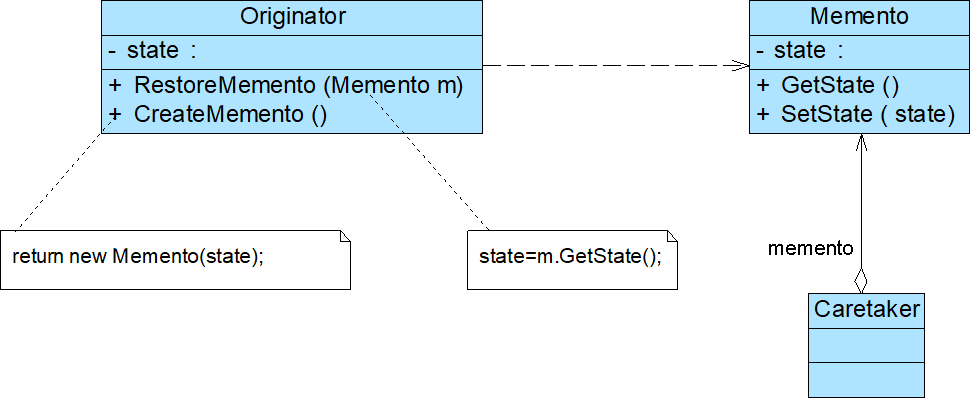 Originator
- state :
+ RestoreMemento (Memento m)
+ CreateMemento ()
Memento
- state :
+ GetState ()
+ SetState ( state)
return new Memento(state);
state=m.GetState();
memento
Caretaker